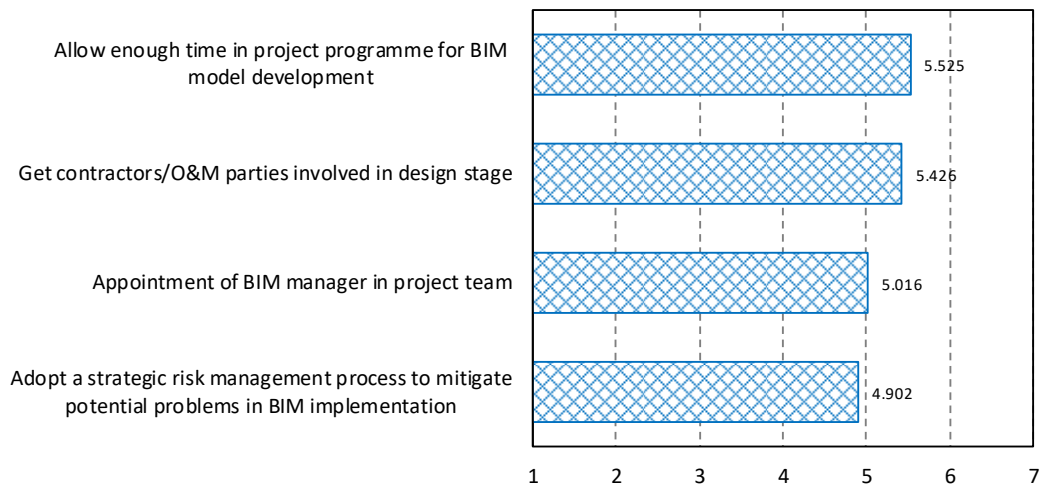 Allow enough time in project programme for BIM
model development
5.525
Get contractors/O&M parties involved in design stage
5.426
Appointment of BIM manager in project team
5.016
Adopt a strategic risk management process to mitigate
potential problems in BIM implementation
4.902
1 2 3 4 5 6 7